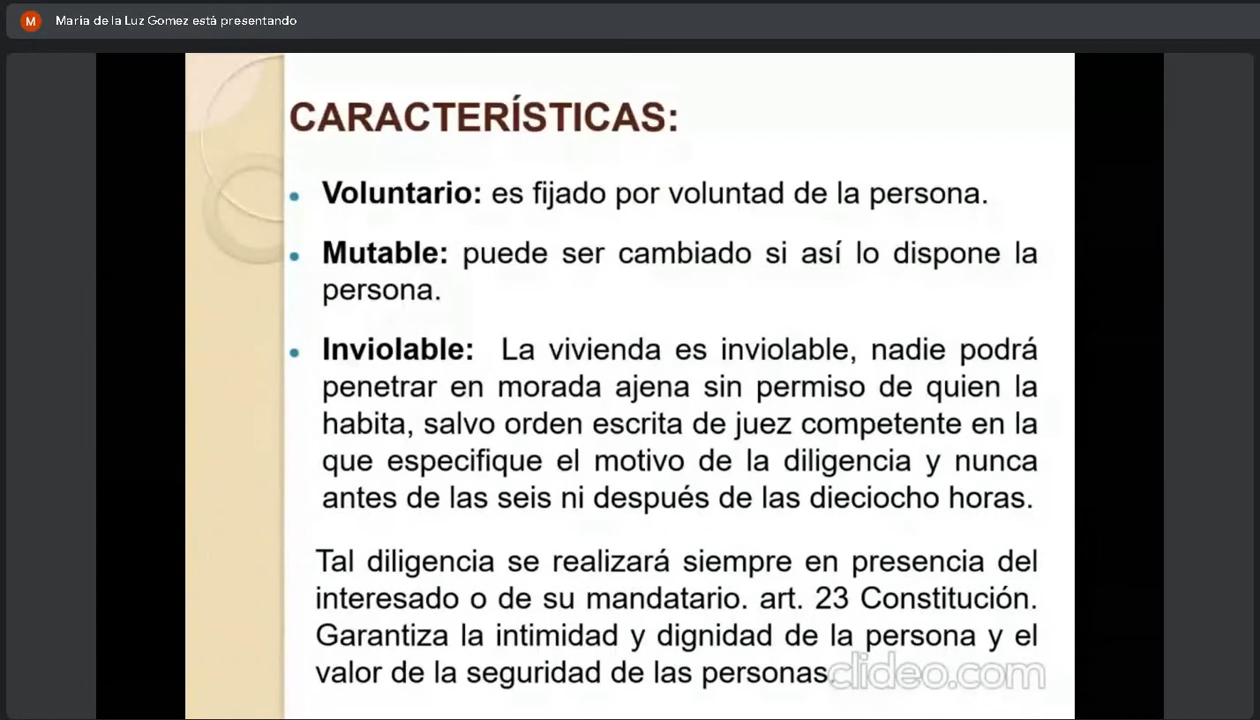 M
Maria de la Luz Gomez está presentando
CARACTERÍSTICAS:
• Voluntario: es fijado por voluntad de la persona.
• Mutable: puede ser cambiado si así lo dispone la
persona.
• Inviolable: La vivienda es inviolable, nadie podrá
penetrar en morada ajena sin permiso de quien la
habita, salvo orden escrita de juez competente en la
que especifique el motivo de la diligencia y nunca
antes de las seis ni después de las dieciocho horas.
Tal diligencia se realizará siempre en presencia del
interesado o de su mandatario. art. 23 Constitución.
Garantiza la intimidad y dignidad de la persona y el
valor de la seguridad de las personas.
clideo.com